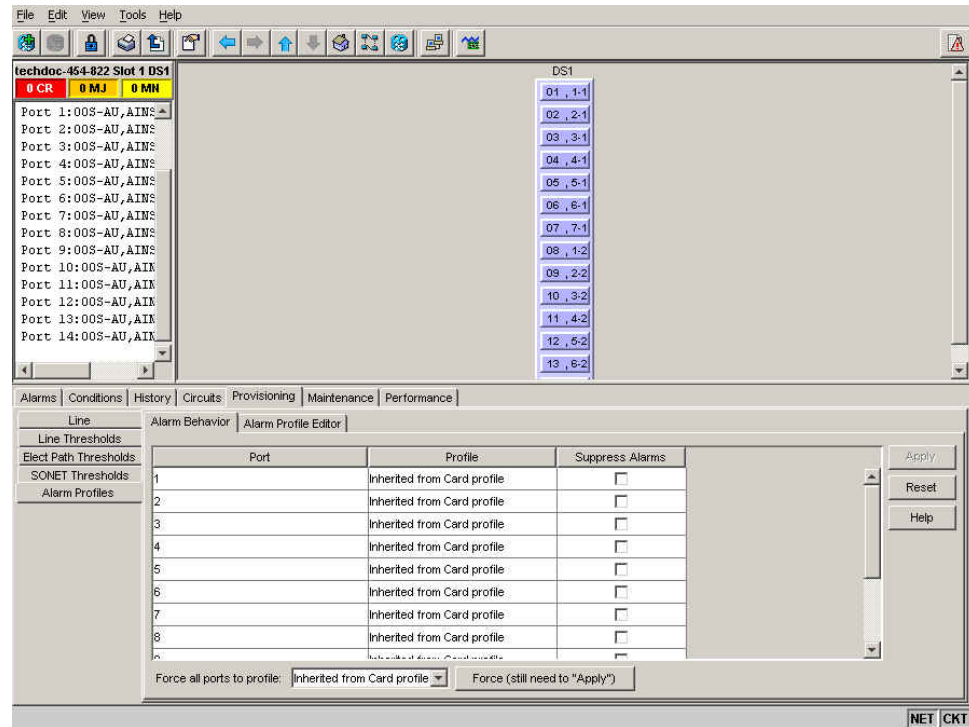 File Edit View Tools Help
techdoc-454-822 Slot 1 DS1
0 CR 0 MJ 0 MN
Port 1:OOS-AU,AINS
Port 2:OOS-AU,AINS
Port 3:OOS-AU,AINS
Port 4:OOS-AU,AINS
Port 5:OOS-AU,AINS
Port 6:OOS-AU,AINS
Port 7:OOS-AU,AINS
Port 8:OOS-AU,AINS
Port 9:OOS-AU,AINS
Port 10:OOS-AU,AIN
Port 11:OOS-AU,AIN
Port 12:OOS-AU,AIN
Port 13:OOS-AU,AIN
Port 14:OOS-AU,AIN
DS1
01 , 1-1
02 , 2-1
03 , 3-1
04 , 4-1
05 , 5-1
06 , 6-1
07 , 7-1
08 , 1-2
09 , 2-2
10 , 3-2
11 , 4-2
12 , 5-2
13 , 6-2
Alarms Conditions History Circuits Provisioning Maintenance Performance
Line
Line Thresholds
Elect Path Thresholds
SONET Thresholds
Alarm Profiles
Alarm Behavior Alarm Profile Editor
Port Profile Suppress Alarms
1 Inherited from Card profile
2 Inherited from Card profile
3 Inherited from Card profile
4 Inherited from Card profile
5 Inherited from Card profile
6 Inherited from Card profile
7 Inherited from Card profile
8 Inherited from Card profile
Apply
Reset
Help
Force all ports to profile: Inherited from Card profile Force (still need to "Apply")
NET CKT